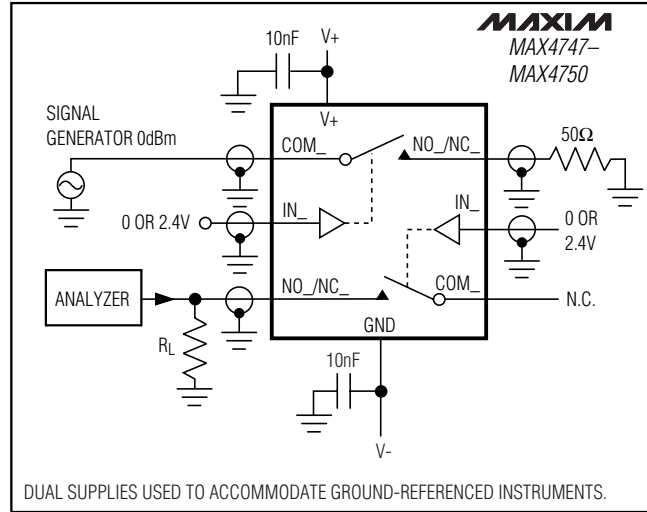 MAXIM
MAX4747–
MAX4750
10nF
V+
V+
SIGNAL
GENERATOR 0dBm
COM_
NO_/NC_
50Ω
0 OR 2.4V
IN_
IN_
0 OR
2.4V
ANALYZER
NO_/NC_
COM_
N.C.
RL
GND
10nF
V-
DUAL SUPPLIES USED TO ACCOMMODATE GROUND-REFERENCED INSTRUMENTS.